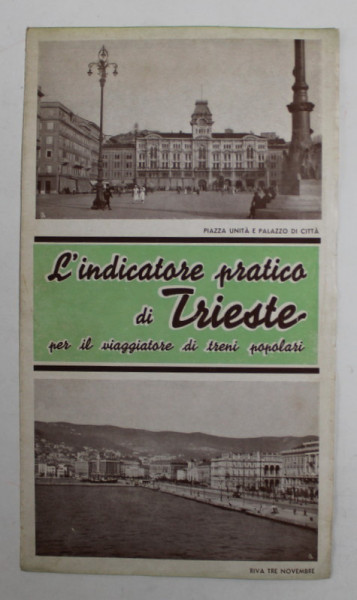 PIAZZA UNITÀ E PALAZZO DI CITTÀ
L'indicatore pratico
di Trieste
per il viaggiatore di treni popolari
RIVA TRE NOVEMBRE